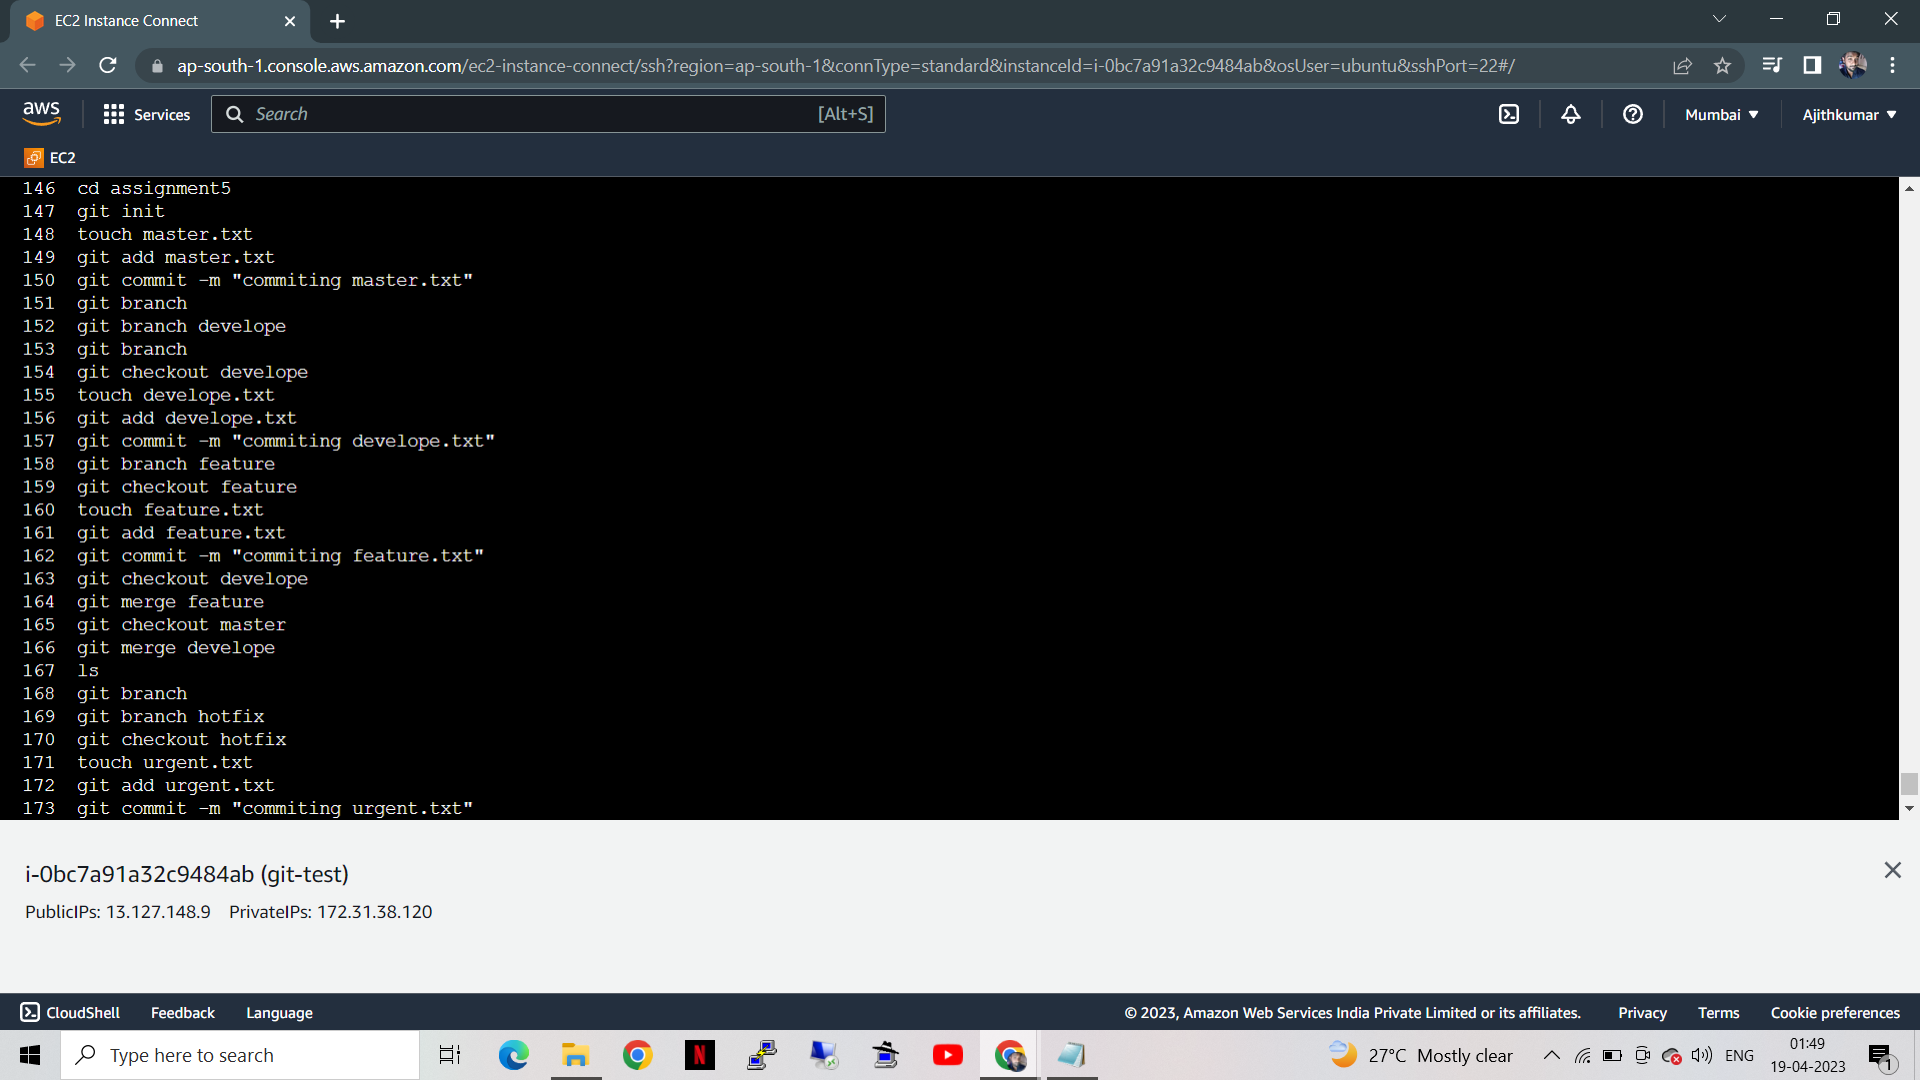 EC2 Instance Connect
ap-south-1.console.aws.amazon.com/ec2-instance-connect/ssh?region=ap-south-1&connType=standard&instanceId=i-0bc7a91a32c9484ab&osUser=ubuntu&sshPort=22#/
aws Services Search [Alt+S] Mumbai Ajithkumar
EC2
146 cd assignment5
147 git init
148 touch master.txt
149 git add master.txt
150 git commit -m "commiting master.txt"
151 git branch
152 git branch develope
153 git branch
154 git checkout develope
155 touch develope.txt
156 git add develope.txt
157 git commit -m "commiting develope.txt"
158 git branch feature
159 git checkout feature
160 touch feature.txt
161 git add feature.txt
162 git commit -m "commiting feature.txt"
163 git checkout develope
164 git merge feature
165 git checkout master
166 git merge develope
167 ls
168 git branch
169 git branch hotfix
170 git checkout hotfix
171 touch urgent.txt
172 git add urgent.txt
173 git commit -m "commiting urgent.txt"
i-0bc7a91a32c9484ab (git-test)
PublicIPs: 13.127.148.9 PrivateIPs: 172.31.38.120
CloudShell Feedback Language © 2023, Amazon Web Services India Private Limited or its affiliates. Privacy Terms Cookie preferences
Type here to search N 27°C Mostly clear ENG 01:49
19-04-2023 1